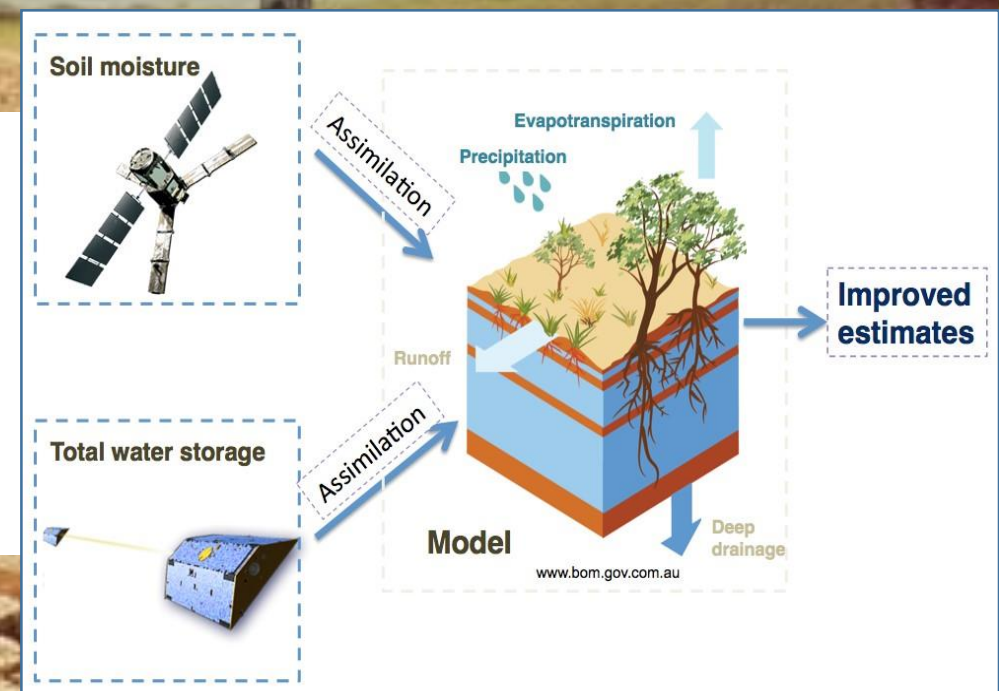 Soil moisture
Assimilation
Evapotranspiration
Precipitation
Runoff
Improved
estimates
Total water storage
Assimilation
Model
Deep
drainage
www.bom.gov.com.au